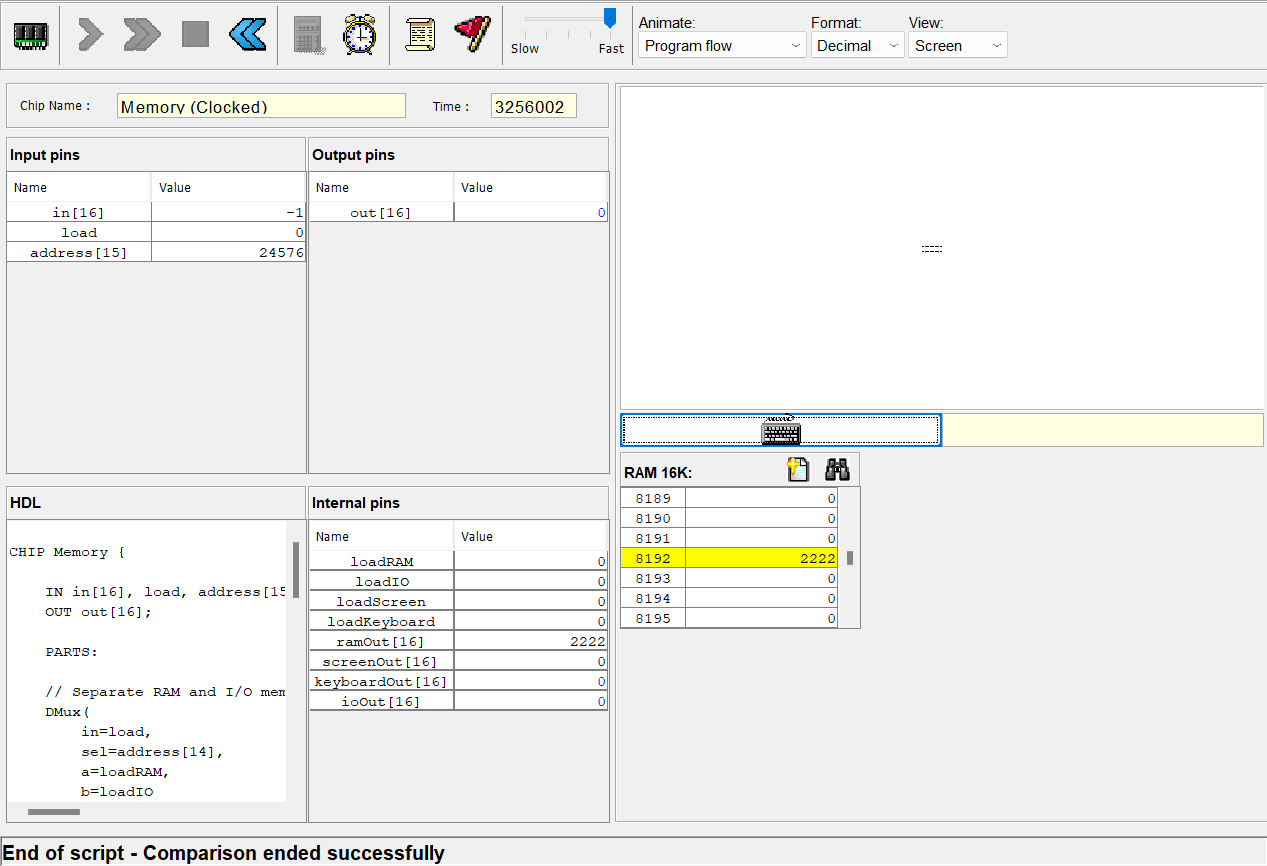 Slow Fast
Animate:
Program flow
Format:
Decimal
View:
Screen
Chip Name :
Memory (Clocked)
Time :
3256002
Input pins
Name Value
in[16] -1
load 0
address[15] 24576
Output pins
Name Value
out[16] 0
HDL
CHIP Memory {
IN in[16], load, address[15
OUT out[16];
PARTS:
// Separate RAM and I/O mem
DMux(
in=load,
sel=address[14],
a=loadRAM,
b=loadIO
Internal pins
Name Value
loadRAM 0
loadIO 0
loadScreen 0
loadKeyboard 0
ramOut[16] 2222
screenOut[16] 0
keyboardOut[16] 0
ioOut[16] 0
RAM 16K:
8189 0
8190 0
8191 0
8192 2222
8193 0
8194 0
8195 0
End of script - Comparison ended successfully